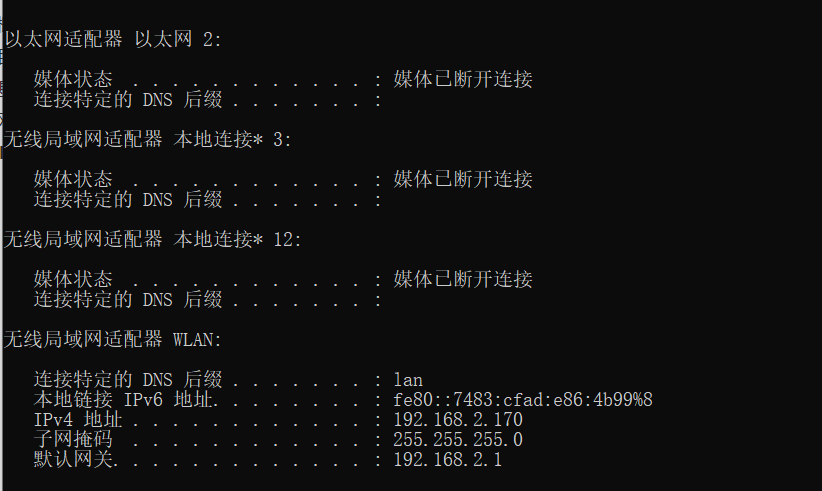 以太网适配器 以太网 2:
媒体状态 . . . . . . . . . . . . : 媒体已断开连接
连接特定的 DNS 后缀 . . . . . . . :
无线局域网适配器 本地连接* 3:
媒体状态 . . . . . . . . . . . . : 媒体已断开连接
连接特定的 DNS 后缀 . . . . . . . :
无线局域网适配器 本地连接* 12:
媒体状态 . . . . . . . . . . . . : 媒体已断开连接
连接特定的 DNS 后缀 . . . . . . . :
无线局域网适配器 WLAN:
连接特定的 DNS 后缀 . . . . . . . : lan
本地链接 IPv6 地址. . . . . . . . : fe80::7483:cfad:e86:4b99%8
IPv4 地址 . . . . . . . . . . . . : 192.168.2.170
子网掩码 . . . . . . . . . . . . : 255.255.255.0
默认网关. . . . . . . . . . . . . : 192.168.2.1